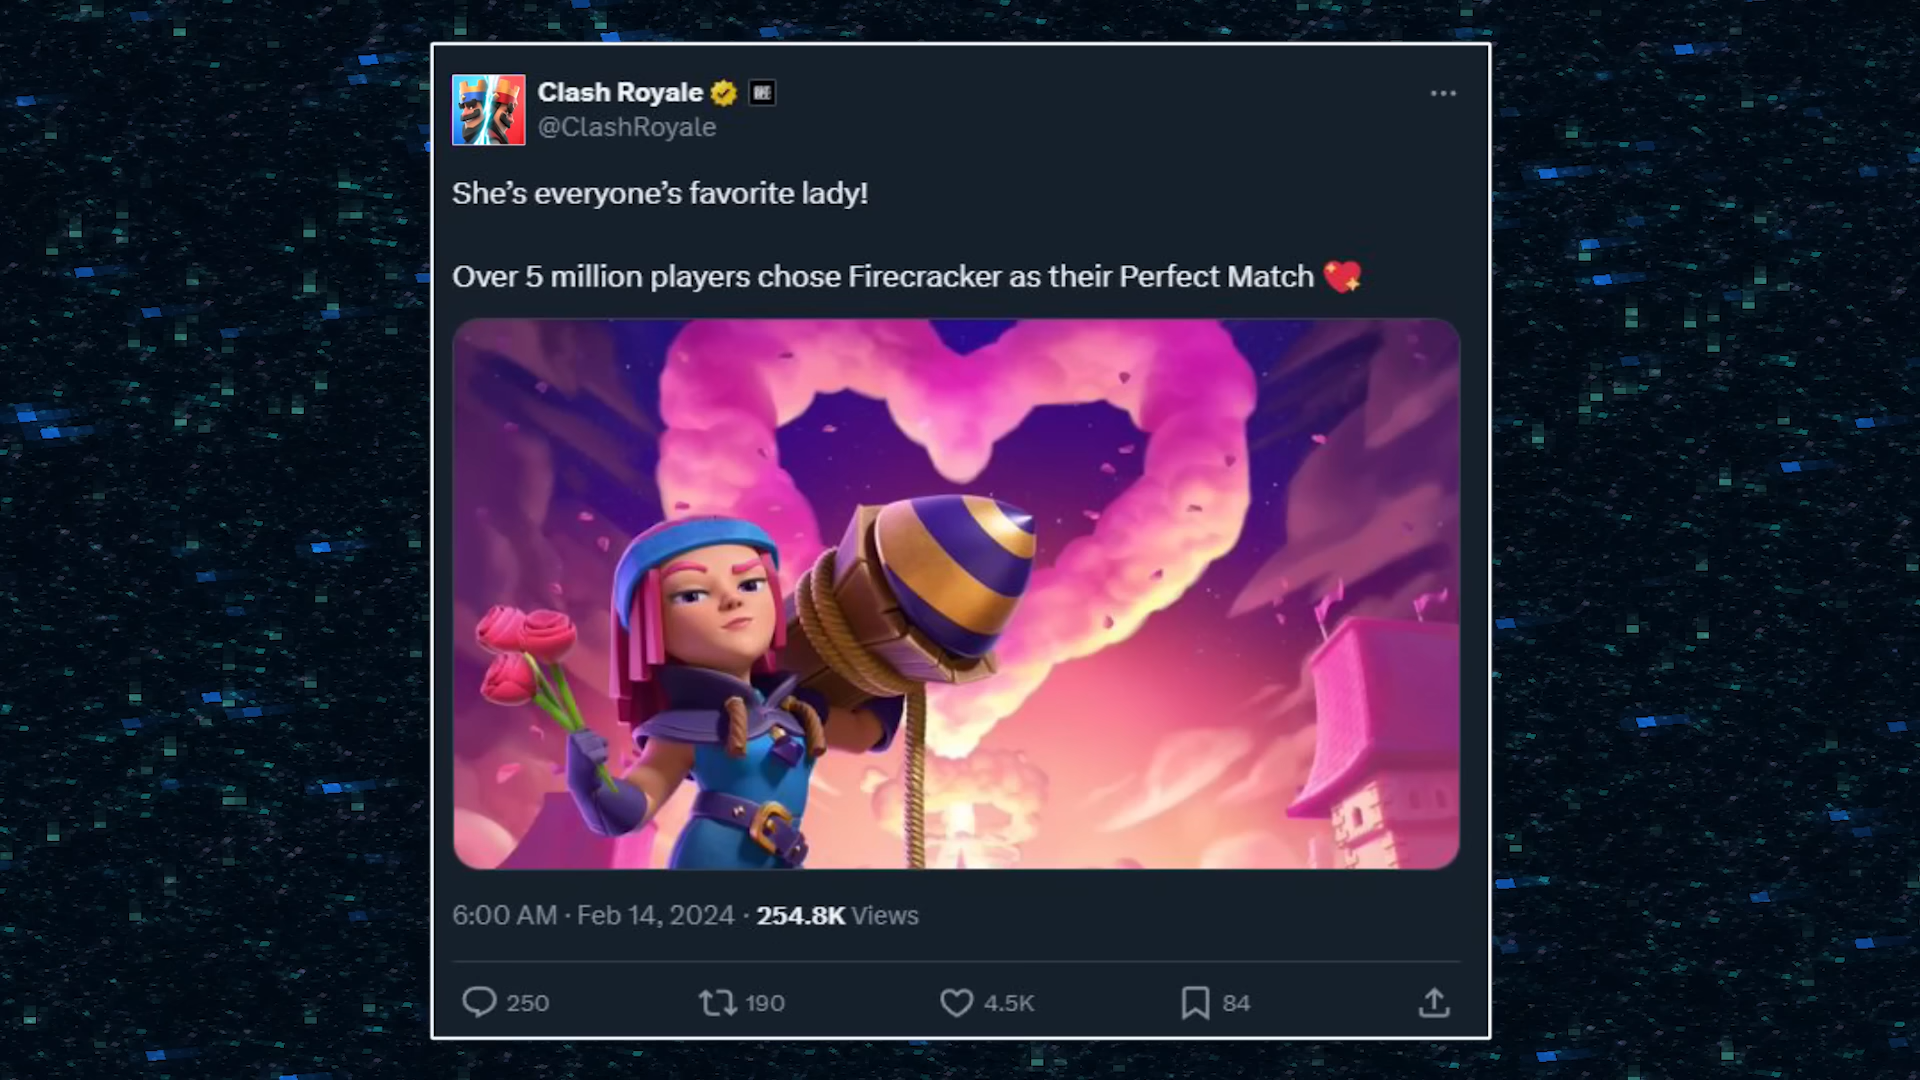 Clash Royale
@ClashRoyale
She's everyone's favorite lady!
Over 5 million players chose Firecracker as their Perfect Match 💖
6:00 AM · Feb 14, 2024 · 254.8K Views
250 190 4.5K 84